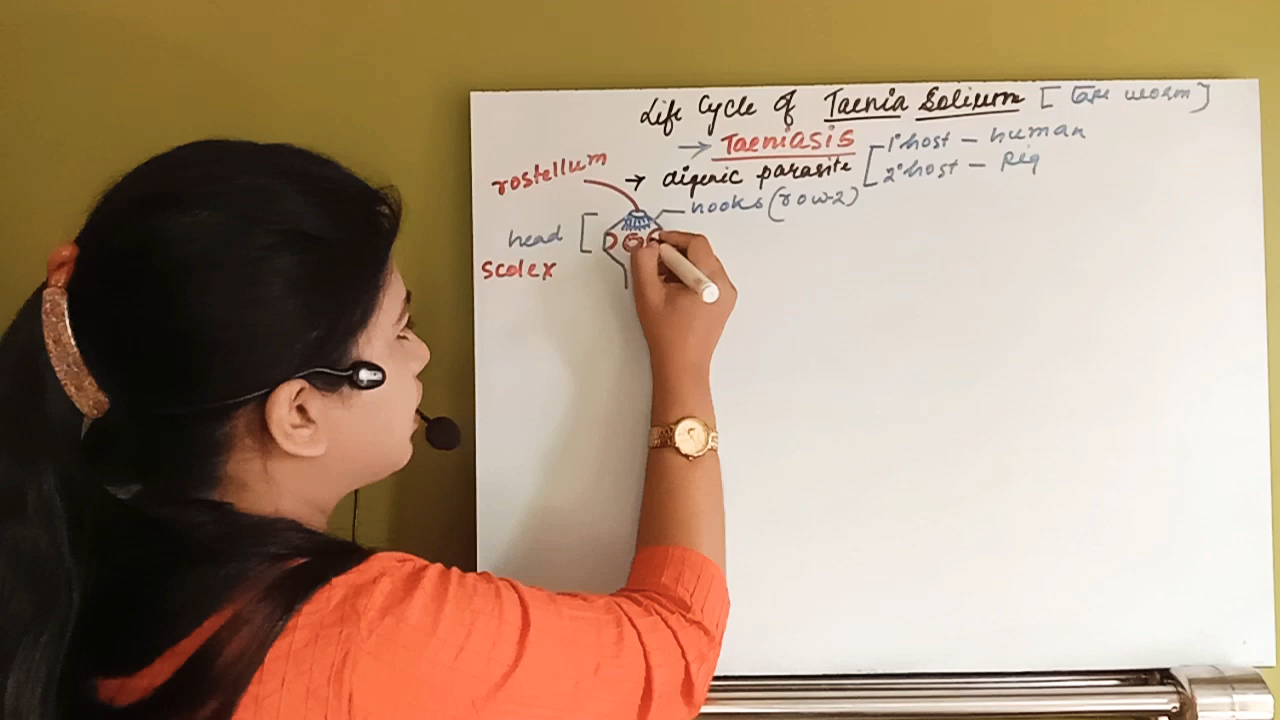 Life Cycle of Taenia Solium [Tape worm]
→ Taeniasis
→ digenic parasite
1° host - human
2° host - Pig
rostellum
hooks (row-2)
head
scolex